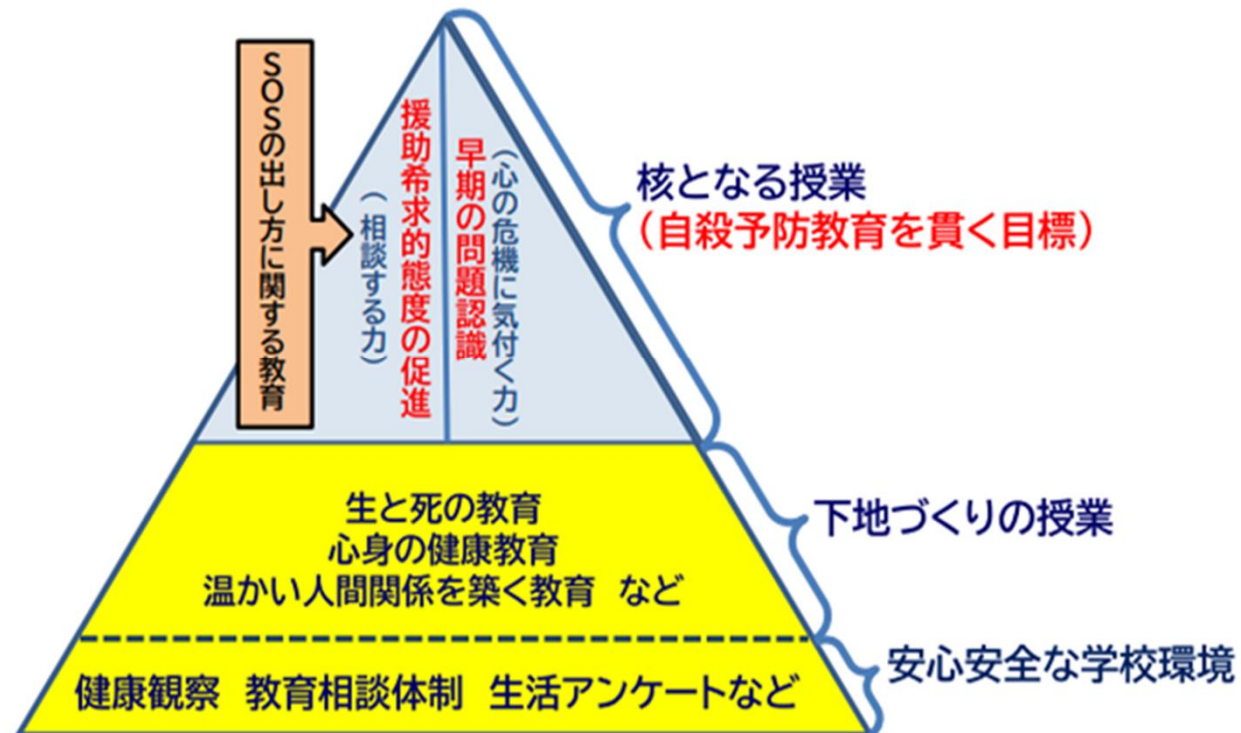 SOSの出し方に関する教育
援助希求的態度の促進
（相談する力）
早期の問題認識
（心の危機に気付く力）
核となる授業
（自殺予防教育を貫く目標）
生と死の教育
心身の健康教育
温かい人間関係を築く教育　など
下地づくりの授業
健康観察　教育相談体制　生活アンケートなど
安心安全な学校環境